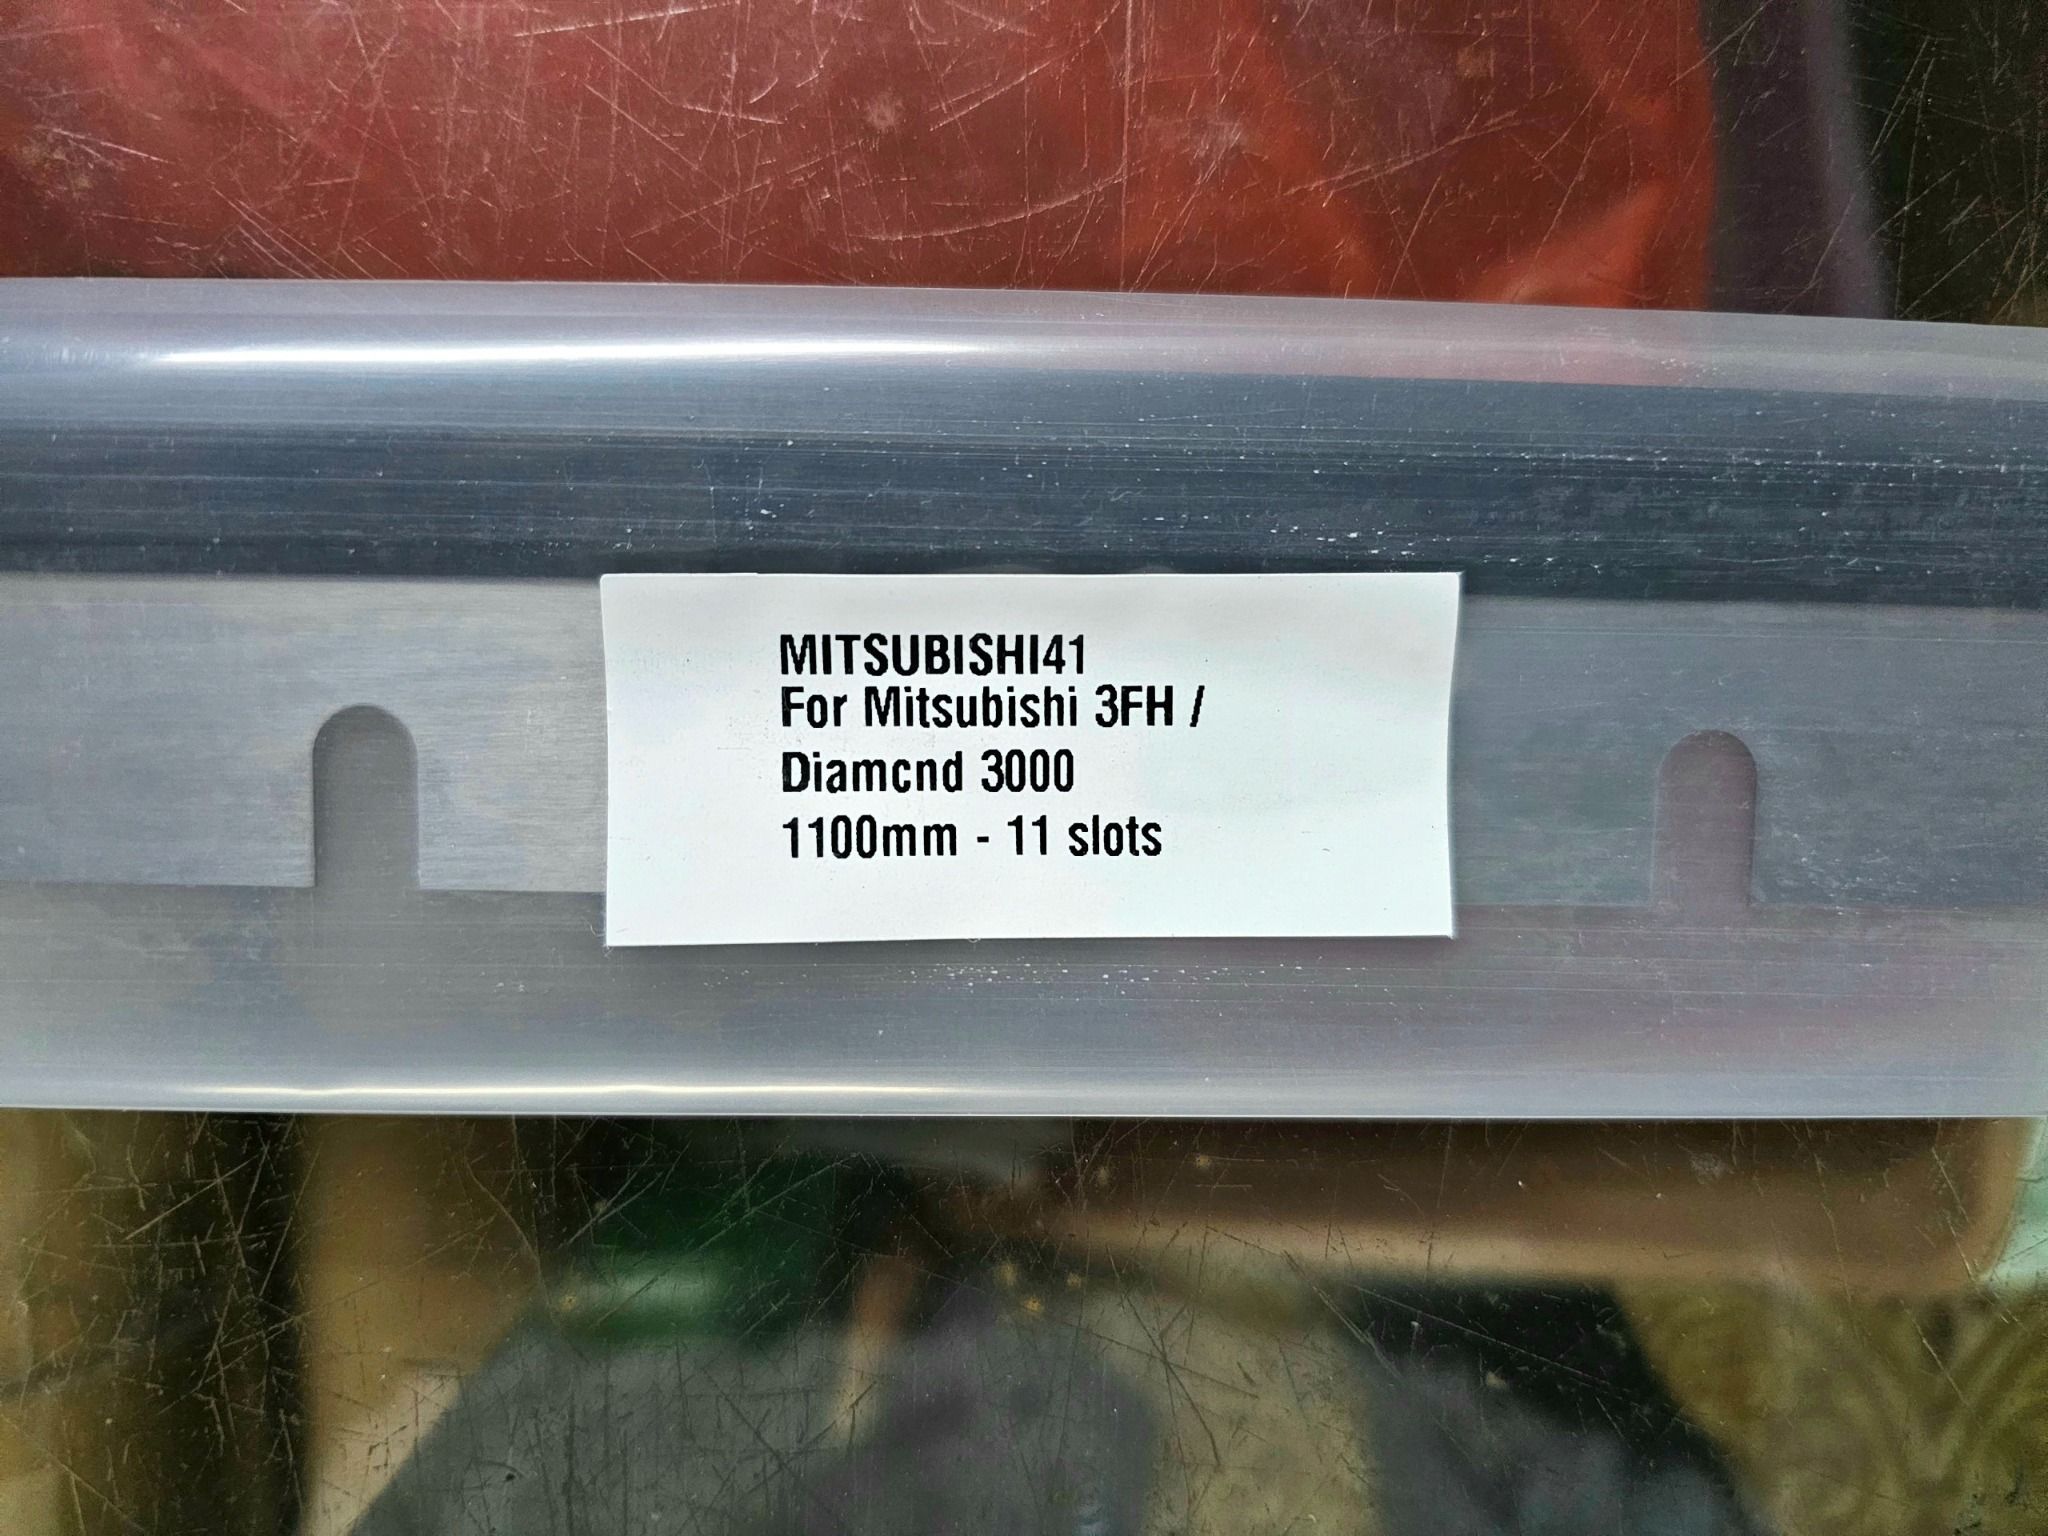 MITSUBISHI41
For Mitsubishi 3FH /
Diamcnd 3000
1100mm - 11 slots